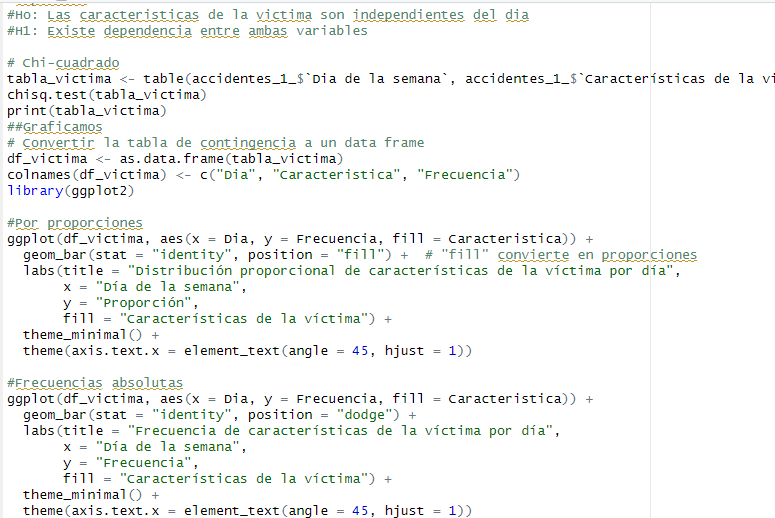 #Ho: Las caracteristicas de la victima son independientes del dia
#H1: Existe dependencia entre ambas variables
# Chi-cuadrado
tabla_victima <- table(accidentes_1_$`Dia de la semana`, accidentes_1_$`Características de la ví
chisq.test(tabla_victima)
print(tabla_victima)
##Graficamos
# Convertir la tabla de contingencia a un data frame
df_victima <- as.data.frame(tabla_victima)
colnames(df_victima) <- c("Dia", "Caracteristica", "Frecuencia")
library(ggplot2)
#Por proporciones
ggplot(df_victima, aes(x = Dia, y = Frecuencia, fill = Caracteristica)) +
geom_bar(stat = "identity", position = "fill") + # "fill" convierte en proporciones
labs(title = "Distribución proporcional de características de la víctima por día",
x = "Día de la semana",
y = "Proporción",
fill = "Características de la víctima") +
theme_minimal() +
theme(axis.text.x = element_text(angle = 45, hjust = 1))
#Frecuencias absolutas
ggplot(df_victima, aes(x = Dia, y = Frecuencia, fill = Caracteristica)) +
geom_bar(stat = "identity", position = "dodge") +
labs(title = "Frecuencia de características de la víctima por día",
x = "Día de la semana",
y = "Frecuencia",
fill = "Características de la víctima") +
theme_minimal() +
theme(axis.text.x = element_text(angle = 45, hjust = 1))